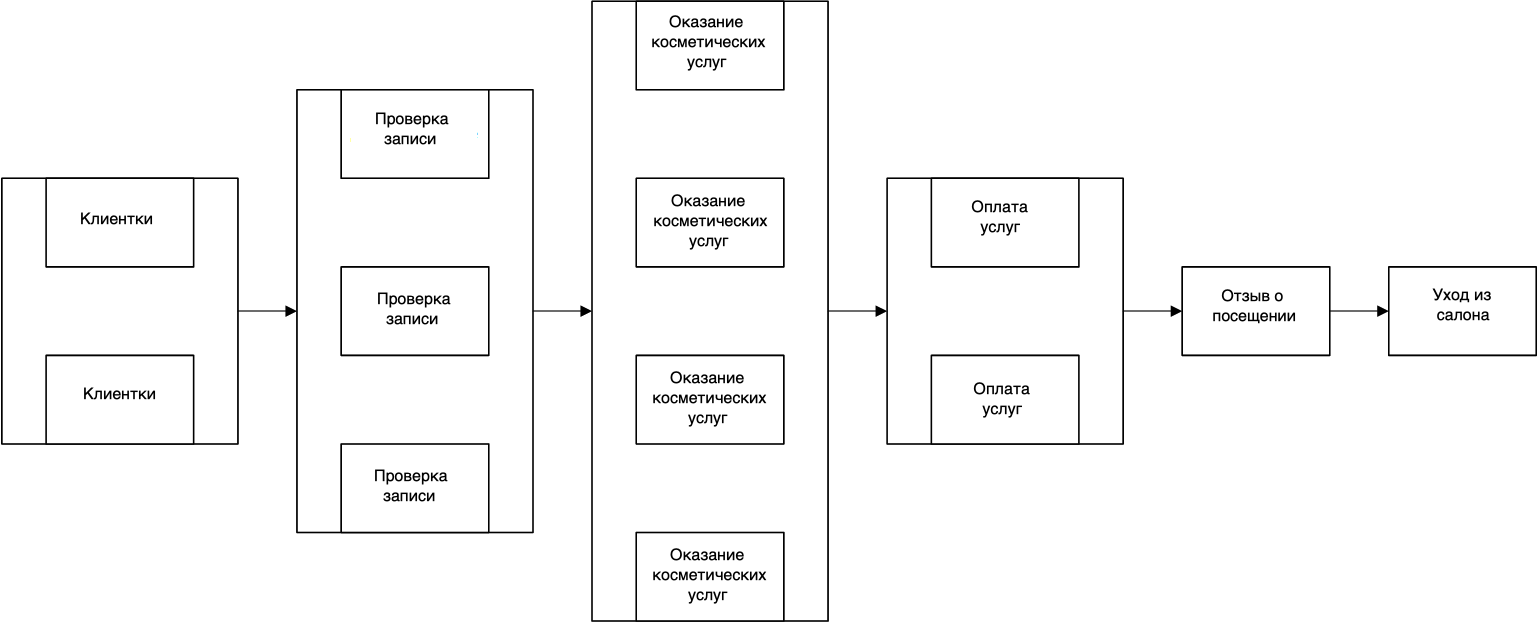 Клиентки
Клиентки
Проверка
записи
Проверка
записи
Проверка
записи
Оказание
косметических
услуг
Оказание
косметических
услуг
Оказание
косметических
услуг
Оказание
косметических
услуг
Оплата
услуг
Оплата
услуг
Отзыв о
посещении
Уход из
салона